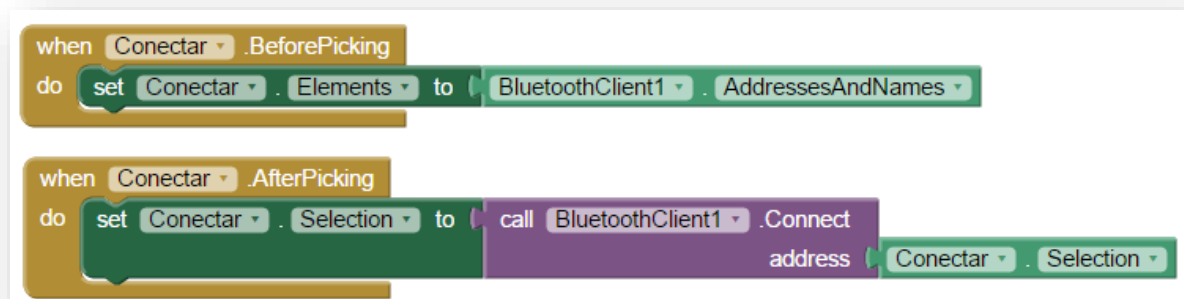 when Conectar .BeforePicking
do set Conectar . Elements to BluetoothClient1 . AddressesAndNames
when Conectar .AfterPicking
do set Conectar . Selection to call BluetoothClient1 .Connect
address Conectar . Selection